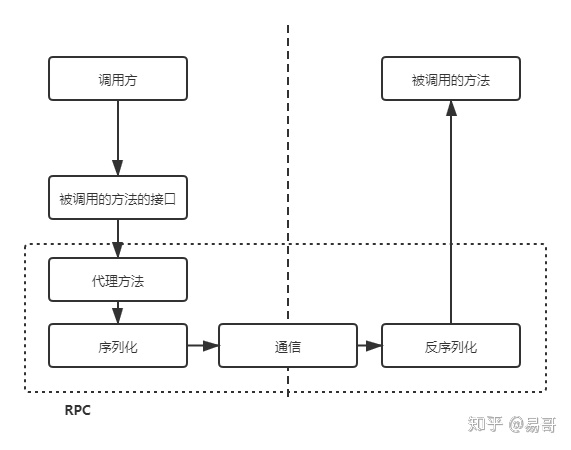 调用方
被调用的方法
被调用的方法的接口
代理方法
序列化
通信
反序列化
RPC
知乎 @易哥